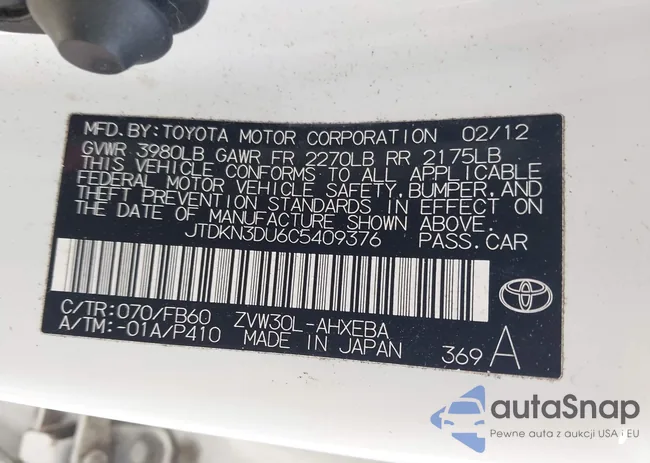 MFD.BY:TOYOTA MOTOR CORPORATION 02/12
GVWR 3980LB GAWR FR 2270LB RR 2175LB
THIS VEHICLE CONFORMS TO ALL APPLICABLE
FEDERAL MOTOR VEHICLE SAFETY, BUMPER, AND
THEFT PREVENTION STANDARDS IN EFFECT ON
THE DATE OF MANUFACTURE SHOWN ABOVE.
JTDKN3DU6C5409376 PASS.CAR
C/TR:070/FB60 ZVW30L-AHXEBA
A/TM:-01A/P410 MADE IN JAPAN 369 A
autaSnap
Pewne auta z aukcji USA i EU